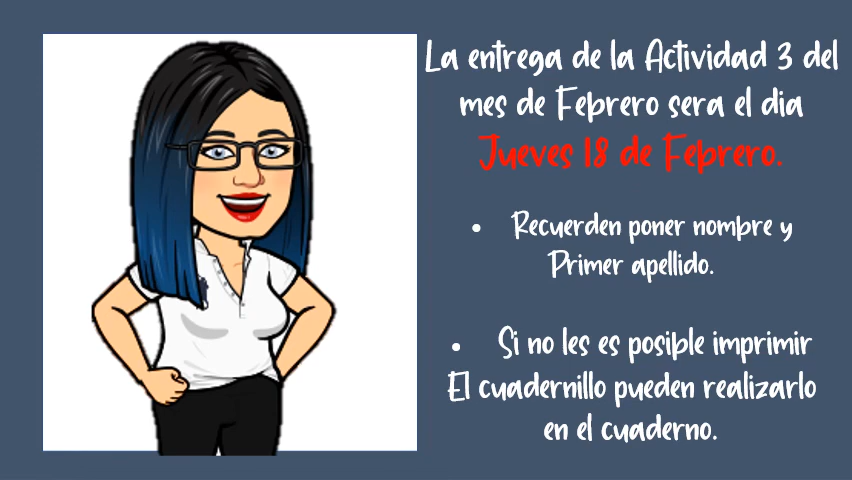 La entrega de la Actividad 3 del
mes de Febrero sera el dia
Jueves 18 de Febrero.
• Recuerden poner nombre y
Primer apellido.
• Si no les es posible imprimir
El cuadernillo pueden realizarlo
en el cuaderno.